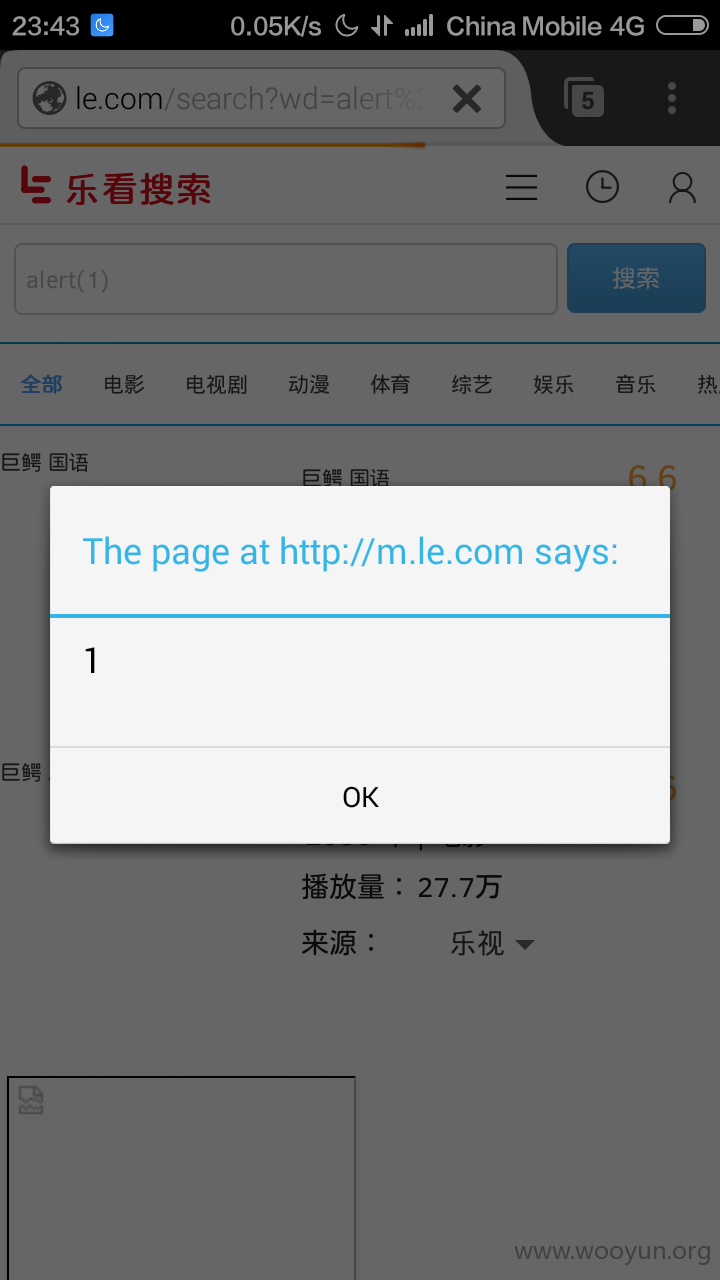 23:43 0.05K/s China Mobile 4G
le.com/search?wd=alert%2
5
乐看搜索
alert(1)
搜索
全部 电影 电视剧 动漫 体育 综艺 娱乐 音乐 热
巨鳄 国语
巨鳄 国语 6.6
The page at http://m.le.com says:
1
巨鳄
OK
播放量：27.7万
来源： 乐视
www.wooyun.org